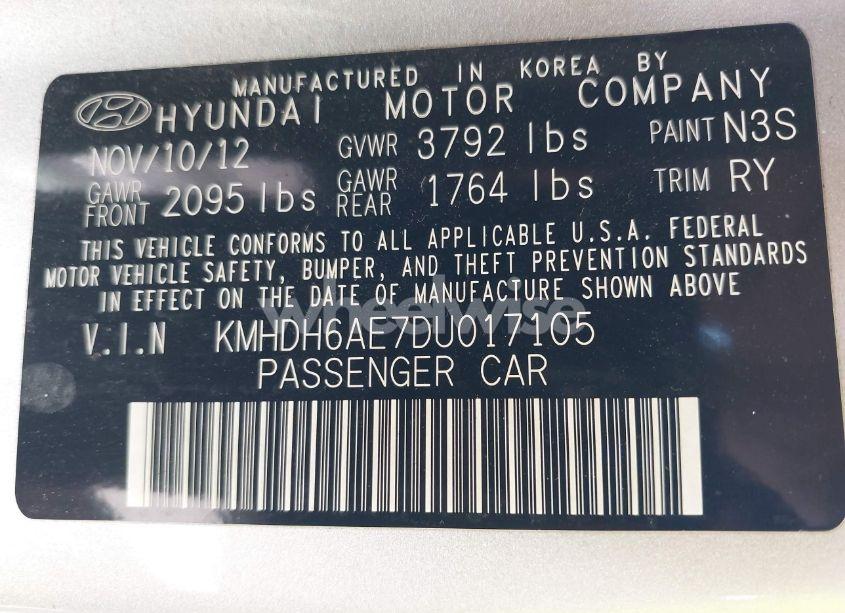 MANUFACTURED IN KOREA BY
HYUNDAI MOTOR COMPANY
NOV/10/12 GVWR 3792 lbs PAINT N3S
GAWR FRONT 2095 lbs GAWR REAR 1764 lbs TRIM RY
THIS VEHICLE CONFORMS TO ALL APPLICABLE U.S.A. FEDERAL
MOTOR VEHICLE SAFETY, BUMPER, AND THEFT PREVENTION STANDARDS
IN EFFECT ON THE DATE OF MANUFACTURE SHOWN ABOVE
wheelwise
V.I.N KMHDH6AE7DU017105
PASSENGER CAR